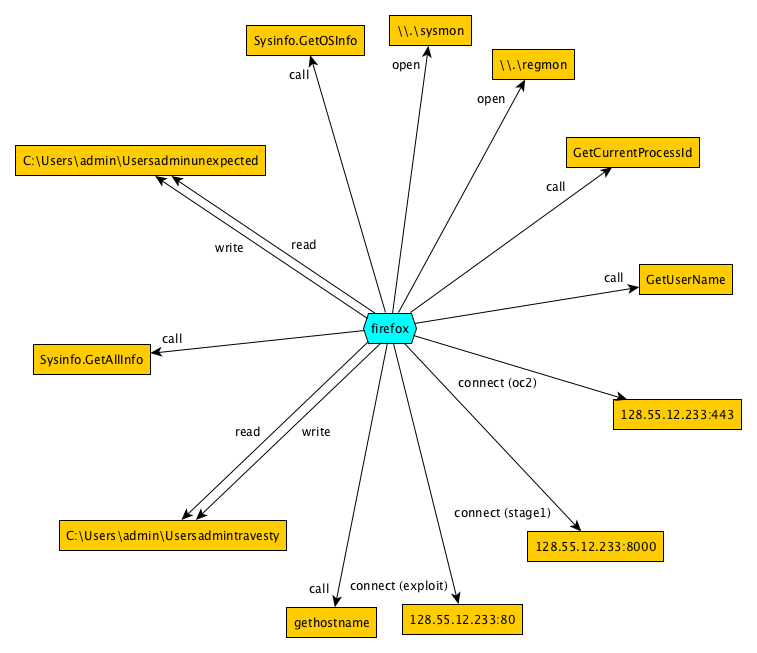 \\.\sysmon
Sysinfo.GetOSInfo
\\.\regmon
open
call
open
GetCurrentProcessId
C:\Users\admin\Usersadminunexpected
call
read
write
call
GetUserName
firefox
call
Sysinfo.GetAllInfo
connect (oc2)
128.55.12.233:443
read
write
connect (stage1)
C:\Users\admin\Usersadmintravesty
128.55.12.233:8000
call
connect (exploit)
gethostname
128.55.12.233:80